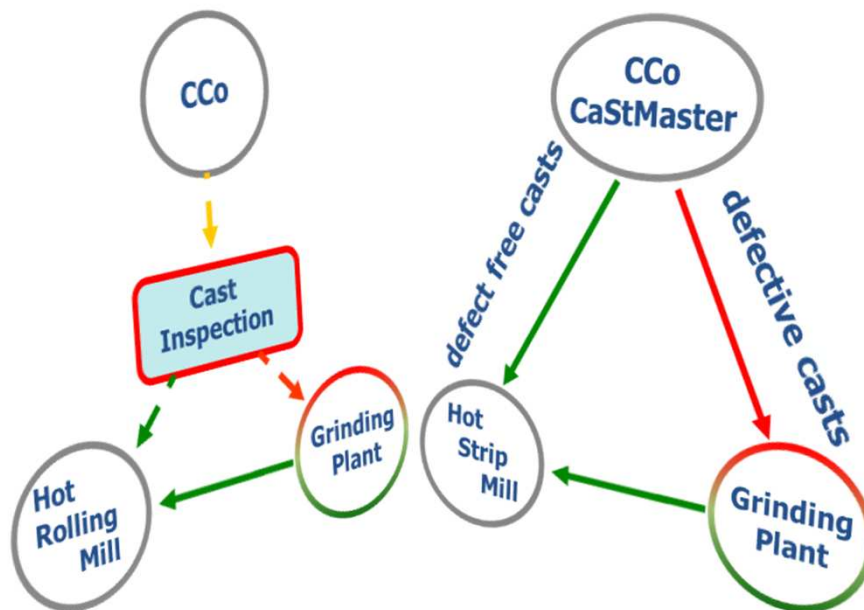 CCo
Cast
Inspection
Grinding
Plant
Hot
Rolling
Mill
CCo
CaStMaster
defect free casts
defective casts
Hot
Strip
Mill
Grinding
Plant